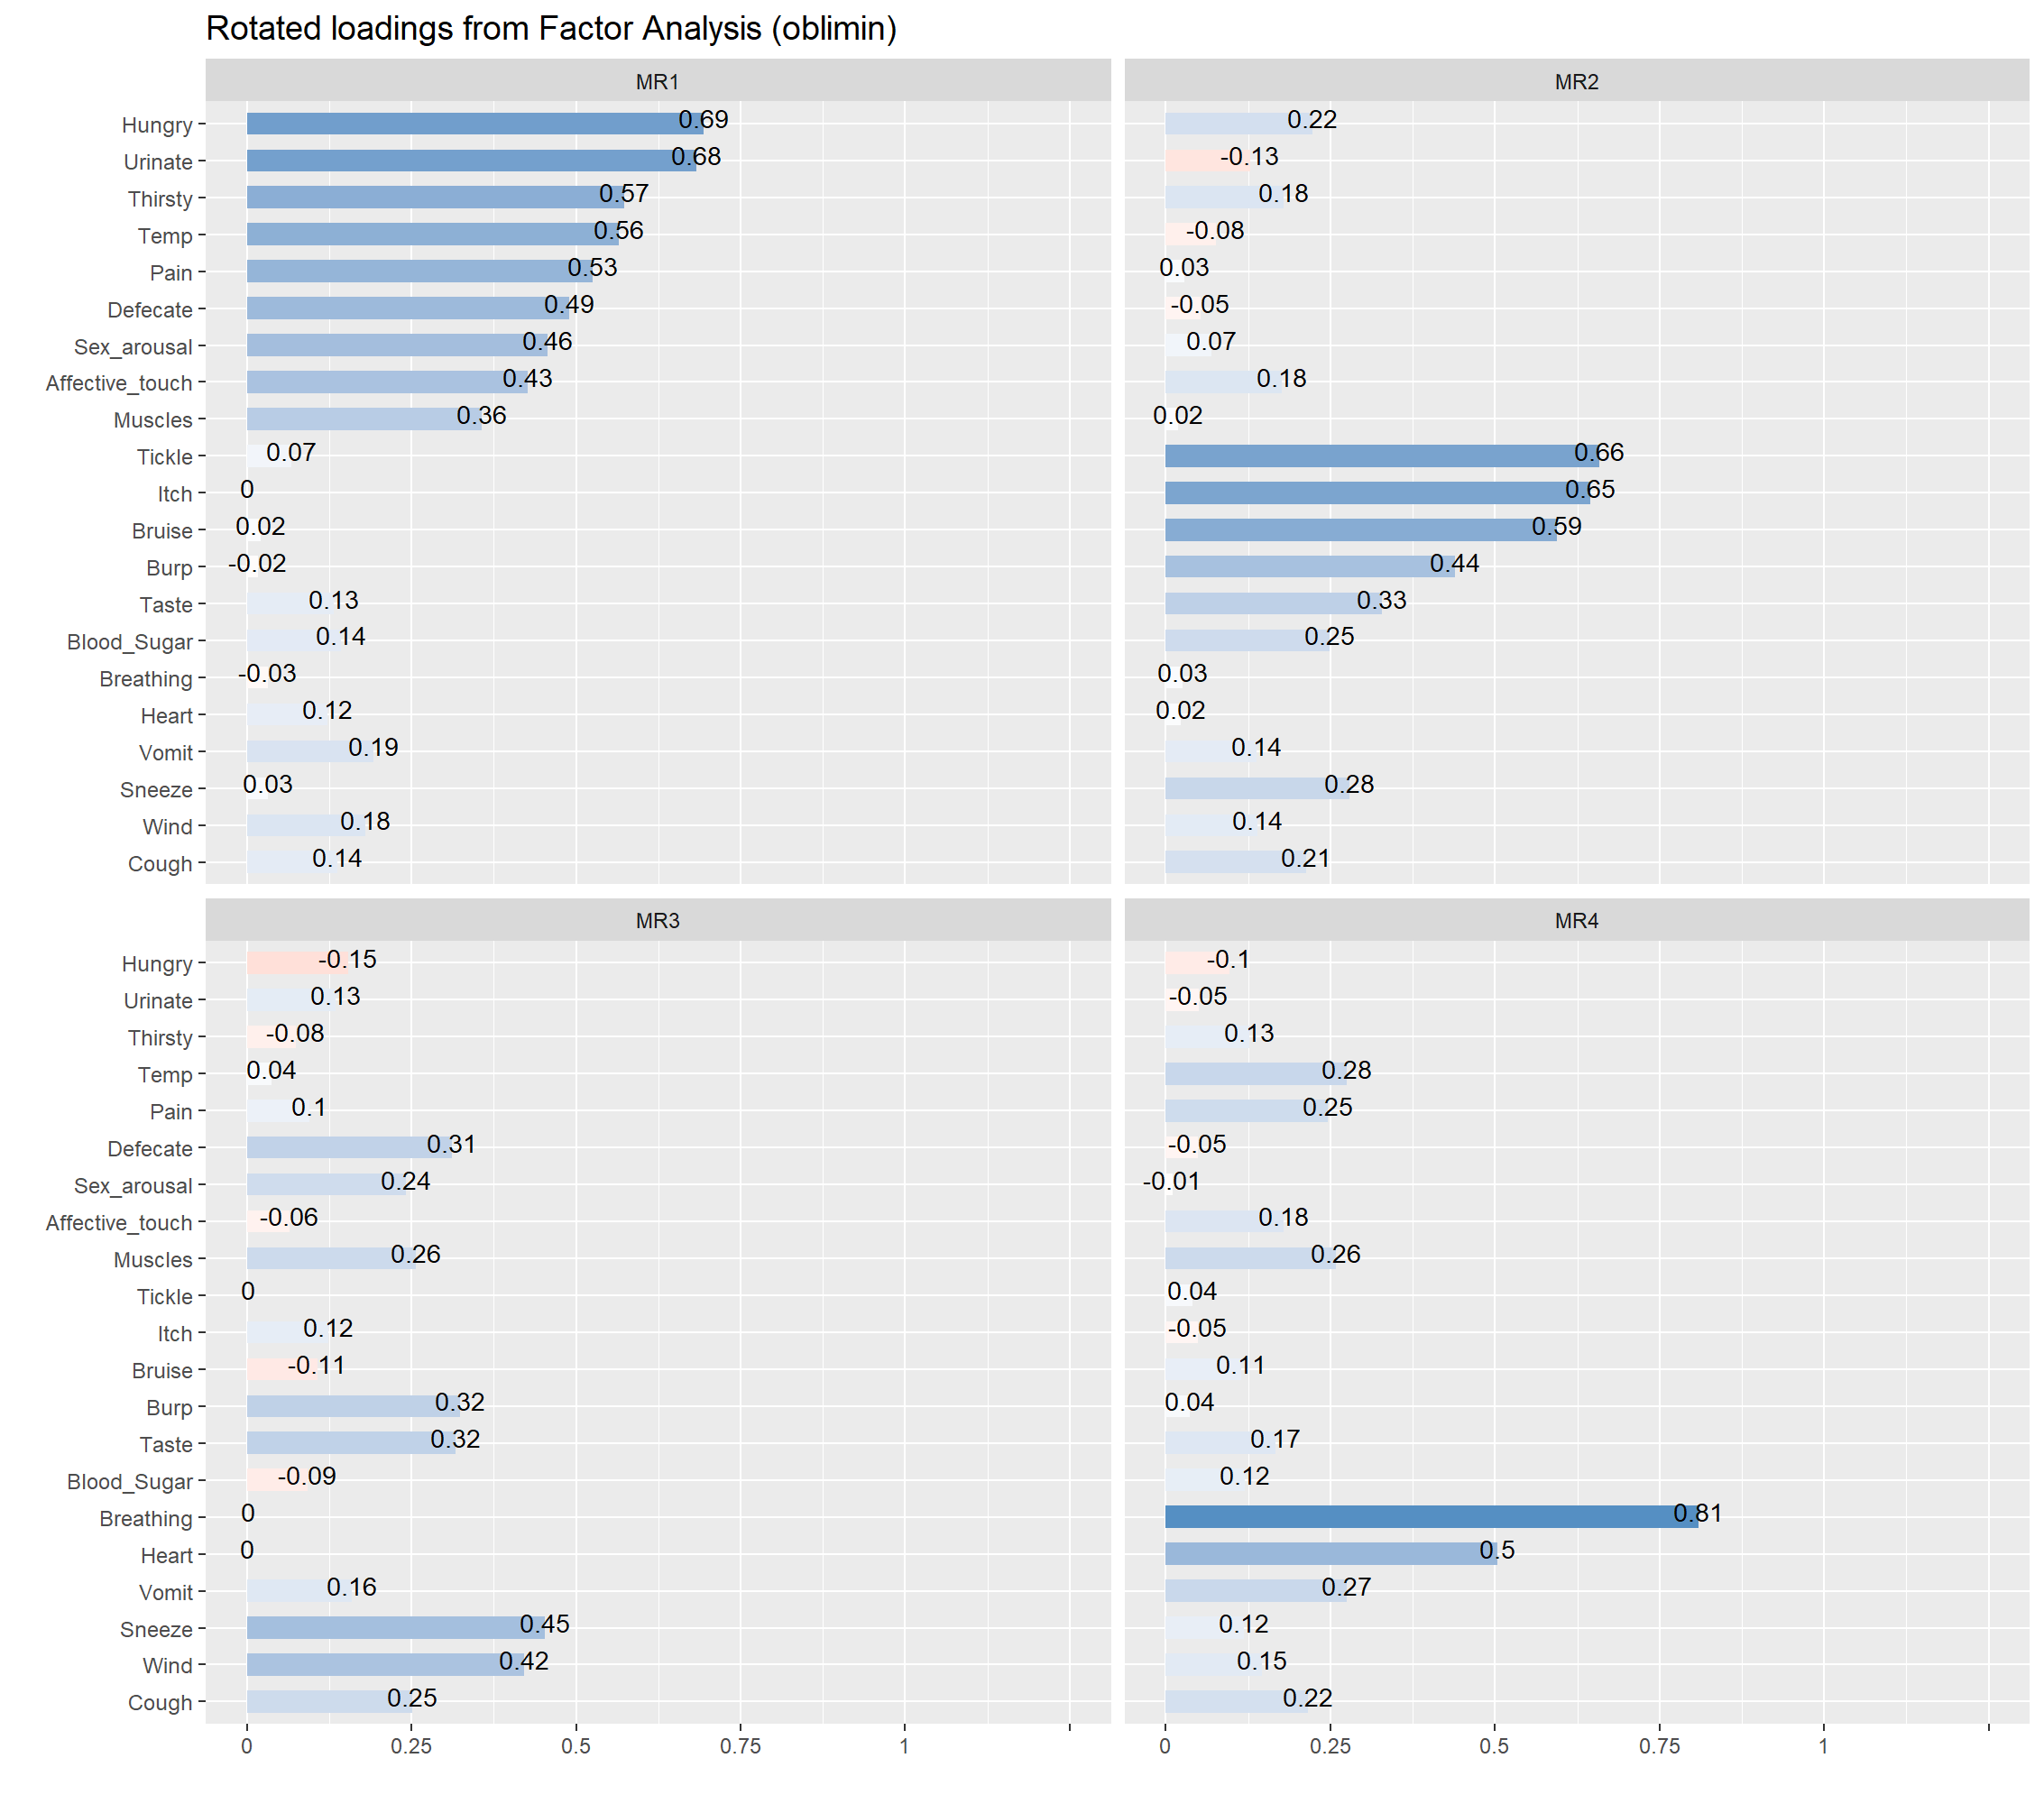 Rotated loadings from Factor Analysis (oblimin)
MR1 MR2
Hungry 0.69 0.22
Urinate 0.68 -0.13
Thirsty 0.57 0.18
Temp 0.56 -0.08
Pain 0.53 0.03
Defecate 0.49 -0.05
Sex_arousal 0.46 0.07
Affective_touch 0.43 0.18
Muscles 0.36 0.02
Tickle 0.07 0.66
Itch 0 0.65
Bruise 0.02 0.59
Burp -0.02 0.44
Taste 0.13 0.33
Blood_Sugar 0.14 0.25
Breathing -0.03 0.03
Heart 0.12 0.02
Vomit 0.19 0.14
Sneeze 0.03 0.28
Wind 0.18 0.14
Cough 0.14 0.21
MR3 MR4
Hungry -0.15 -0.1
Urinate 0.13 -0.05
Thirsty -0.08 0.13
Temp 0.04 0.28
Pain 0.1 0.25
Defecate 0.31 -0.05
Sex_arousal 0.24 -0.01
Affective_touch -0.06 0.18
Muscles 0.26 0.26
Tickle 0 0.04
Itch 0.12 -0.05
Bruise -0.11 0.11
Burp 0.32 0.04
Taste 0.32 0.17
Blood_Sugar -0.09 0.12
Breathing 0 0.81
Heart 0 0.5
Vomit 0.16 0.27
Sneeze 0.45 0.12
Wind 0.42 0.15
Cough 0.25 0.22
0 0.25 0.5 0.75 1 0 0.25 0.5 0.75 1